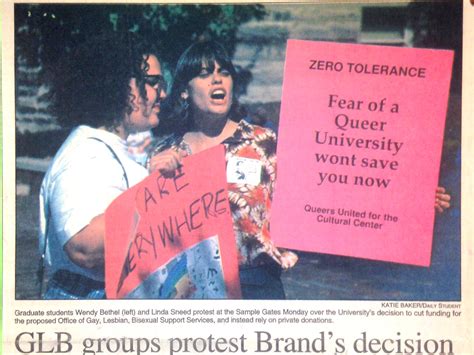 ZERO TOLERANCE
Fear of a
Queer
University
wont save
you now
Queers United for the
Cultural Center
ARE
ERYWHERE
KATIE BAKER/DAILY STUDENT
Graduate students Wendy Bethel (left) and Linda Sneed protest at the Sample Gates Monday over the University's decision to cut funding for
the proposed Office of Gay, Lesbian, Bisexual Support Services, and instead rely on private donations.
GLB groups protest Brand's decision